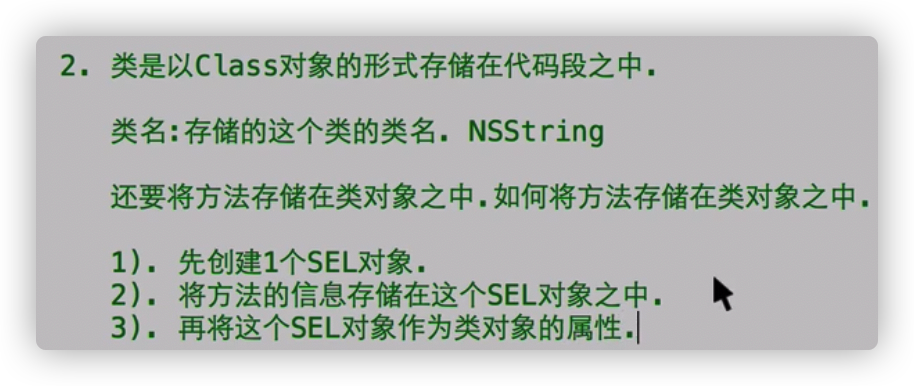 2. 类是以Class对象的形式存储在代码段之中.
类名:存储的这个类的类名. NSString
还要将方法存储在类对象之中.如何将方法存储在类对象之中.
1). 先创建1个SEL对象.
2). 将方法的信息存储在这个SEL对象之中.
3). 再将这个SEL对象作为类对象的属性.